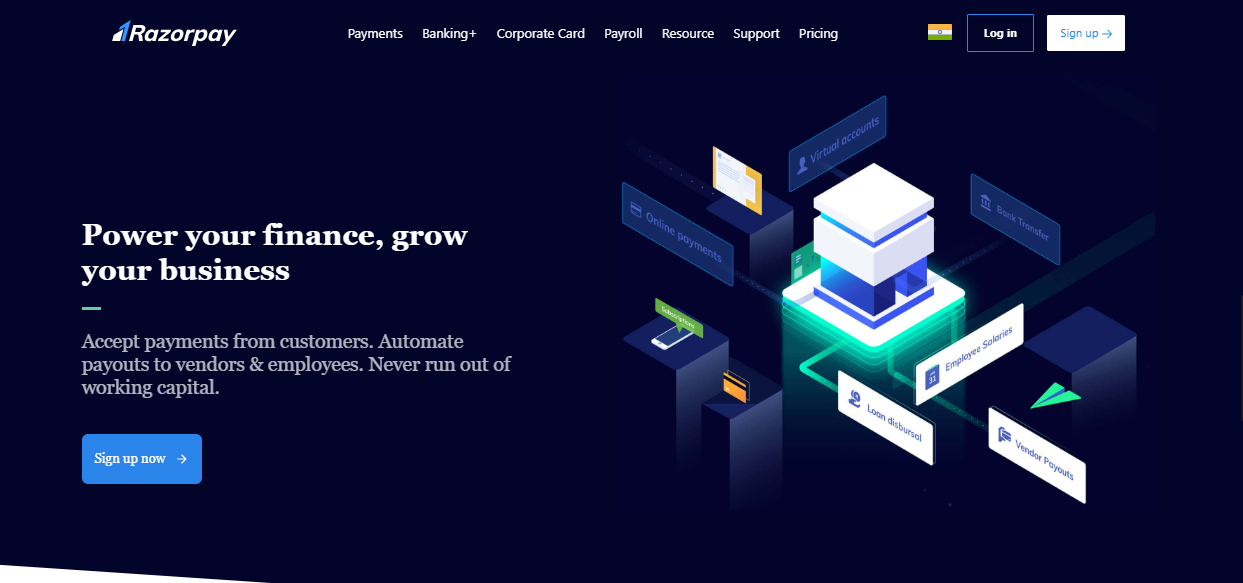 Razorpay
Payments Banking+ Corporate Card Payroll Resource Support Pricing
Log in
Sign up →
Power your finance, grow
your business
Accept payments from customers. Automate
payouts to vendors & employees. Never run out of
working capital.
Sign up now →
Virtual accounts
Online payments
Bank Transfer
Subscriptions
Employee Salaries
31
Loan disbursal
Vendor Payouts